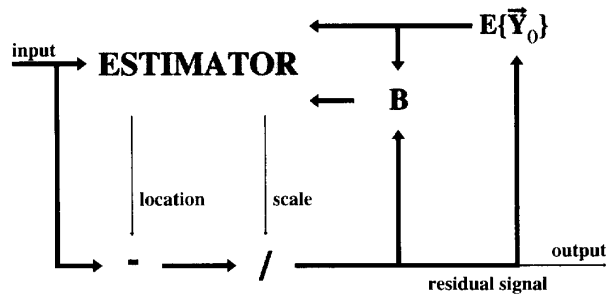 E{Y⃗₀}
input
ESTIMATOR
B
location
scale
- /
output
residual signal